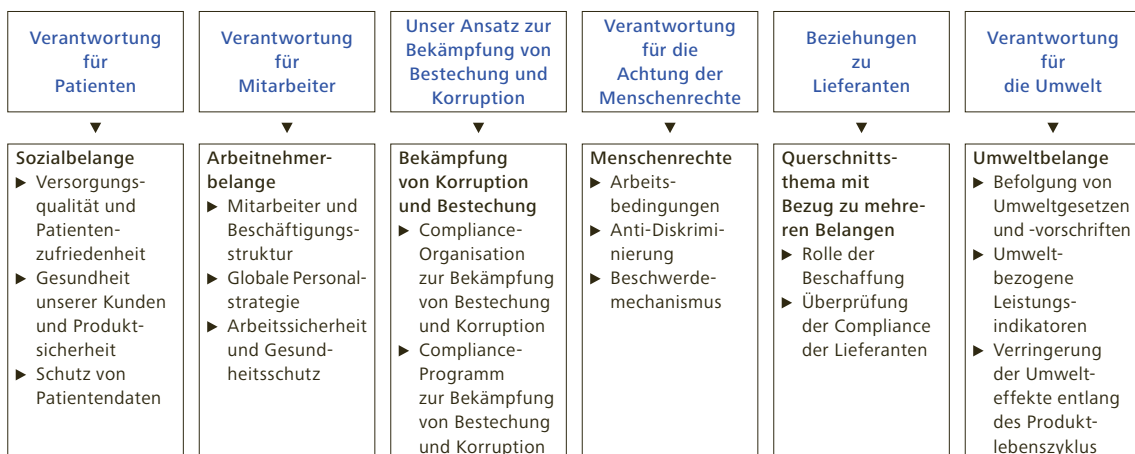 Verantwortung
für
Patienten
Verantwortung
für
Mitarbeiter
Unser Ansatz zur
Bekämpfung von
Bestechung und
Korruption
Verantwortung
für die
Achtung der
Menschenrechte
Beziehungen
zu
Lieferanten
Verantwortung
für
die Umwelt
▼
▼
▼
▼
▼
▼
Sozialbelange
► Versorgungs-
qualität und
Patienten-
zufriedenheit
► Gesundheit
unserer Kunden
und Produkt-
sicherheit
► Schutz von
Patientendaten
Arbeitnehmer-
belange
► Mitarbeiter und
Beschäftigungs-
struktur
► Globale Personal-
strategie
► Arbeitssicherheit
und Gesund-
heitsschutz
Bekämpfung
von Korruption
und Bestechung
► Compliance-
Organisation
zur Bekämpfung
von Bestechung
und Korruption
► Compliance-
Programm
zur Bekämpfung
von Bestechung
und Korruption
Menschenrechte
► Arbeits-
bedingungen
► Anti-Diskrimi-
nierung
► Beschwerde-
mechanismus
Querschnitts-
thema mit
Bezug zu mehre-
ren Belangen
► Rolle der
Beschaffung
► Überprüfung
der Compliance
der Lieferanten
Umweltbelange
► Befolgung von
Umweltgesetzen
und -vorschriften
► Umwelt-
bezogene
Leistungs-
indikatoren
► Verringerung
der Umwelt-
effekte entlang
des Produkt-
lebenszyklus